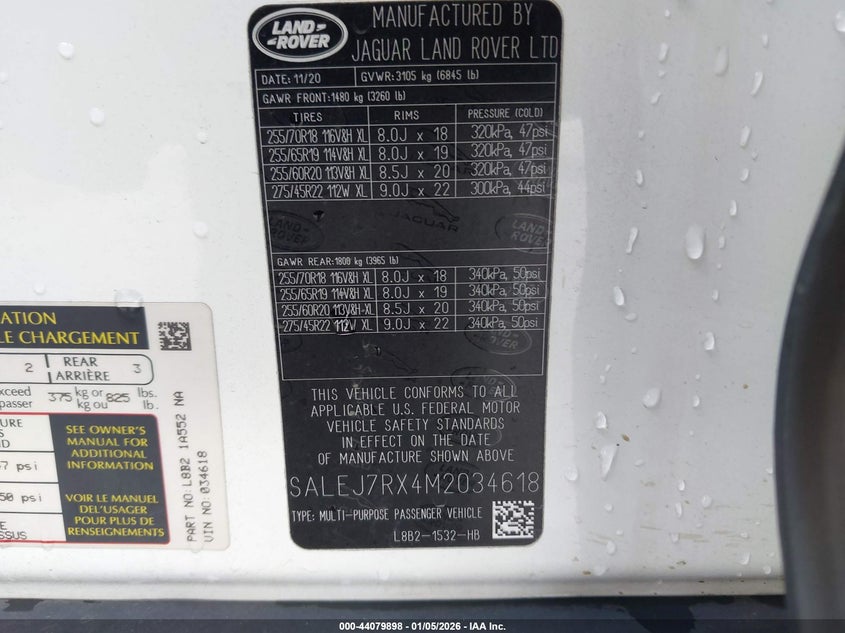 LAND
ROVER
MANUFACTURED BY
JAGUAR LAND ROVER LTD
DATE: 11/20 GVWR: 3105 kg (6845 lb)
GAWR FRONT: 1480 kg (3260 lb)
TIRES RIMS PRESSURE (COLD)
255/70R18 116V&H XL 8.0J x 18 320kPa, 47psi
255/65R19 114V&H XL 8.0J x 19 320kPa, 47psi
255/60R20 113V&H XL 8.5J x 20 320kPa, 47psi
275/45R22 112W XL 9.0J x 22 300kPa, 44psi
GAWR REAR: 1800 kg (3965 lb)
255/70R18 116V&H XL 8.0J x 18 340kPa, 50psi
255/65R19 114V&H XL 8.0J x 19 340kPa, 50psi
255/60R20 113V&H XL 8.5J x 20 340kPa, 50psi
275/45R22 112W XL 9.0J x 22 340kPa, 50psi
THIS VEHICLE CONFORMS TO ALL
APPLICABLE U.S. FEDERAL MOTOR
VEHICLE SAFETY STANDARDS
IN EFFECT ON THE DATE
OF MANUFACTURE SHOWN ABOVE
SALEJ7RX4M2034618
TYPE: MULTI-PURPOSE PASSENGER VEHICLE
L8B2-1532-HB
CHARGEMENT
2 REAR 3
ARRIÈRE
375 kg or 825 lbs.
kg ou lb.
SEE OWNER'S
MANUAL FOR
ADDITIONAL
INFORMATION
psi
50 psi
VOIR LE MANUEL
DEL'USAGER
POUR PLUS DE
RENSEIGNEMENTS
PART NO: L8B2 1A552 NA
VIN NO: 034618
000-44079898 - 01/05/2026 - IAA Inc.